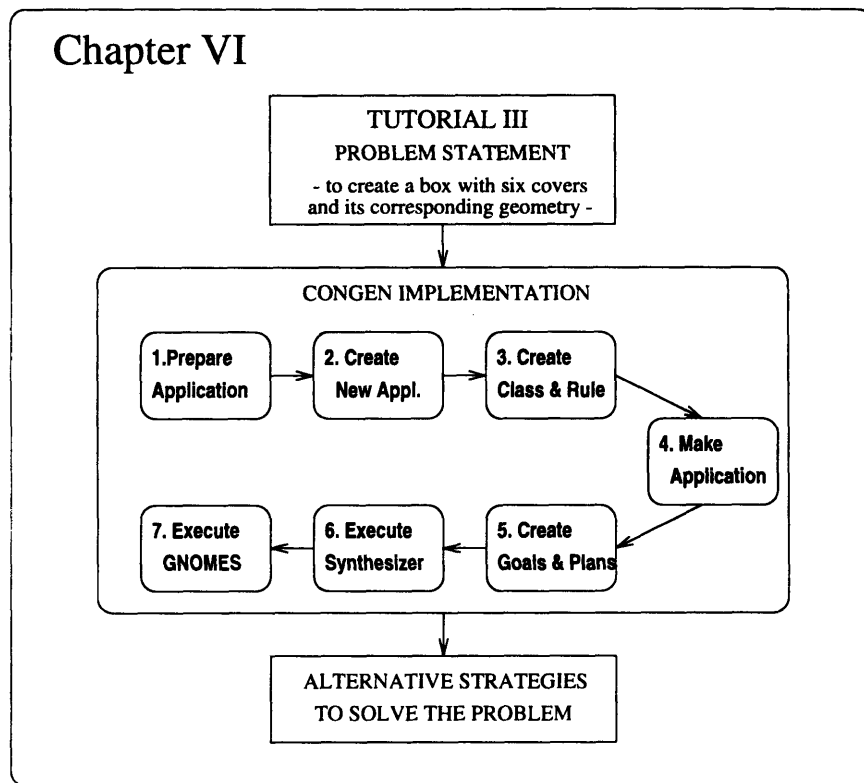 Chapter VI
TUTORIAL III
PROBLEM STATEMENT
- to create a box with six covers
and its corresponding geometry -
CONGEN IMPLEMENTATION
1.Prepare
Application
2. Create
New Appl.
3. Create
Class & Rule
4. Make
Application
5. Create
Goals & Plans
6. Execute
Synthesizer
7. Execute
GNOMES
ALTERNATIVE STRATEGIES
TO SOLVE THE PROBLEM